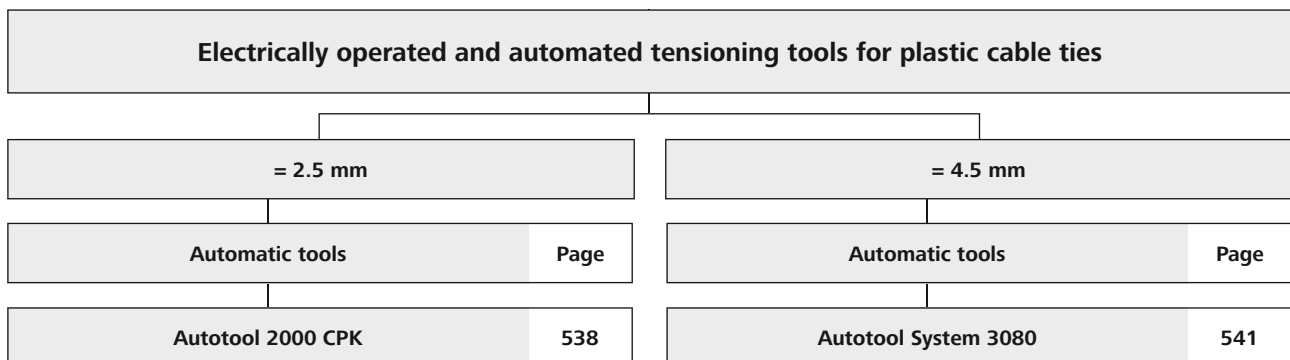 Electrically operated and automated tensioning tools for plastic cable ties
= 2.5 mm
= 4.5 mm
Automatic tools Page
Automatic tools Page
Autotool 2000 CPK 538
Autotool System 3080 541